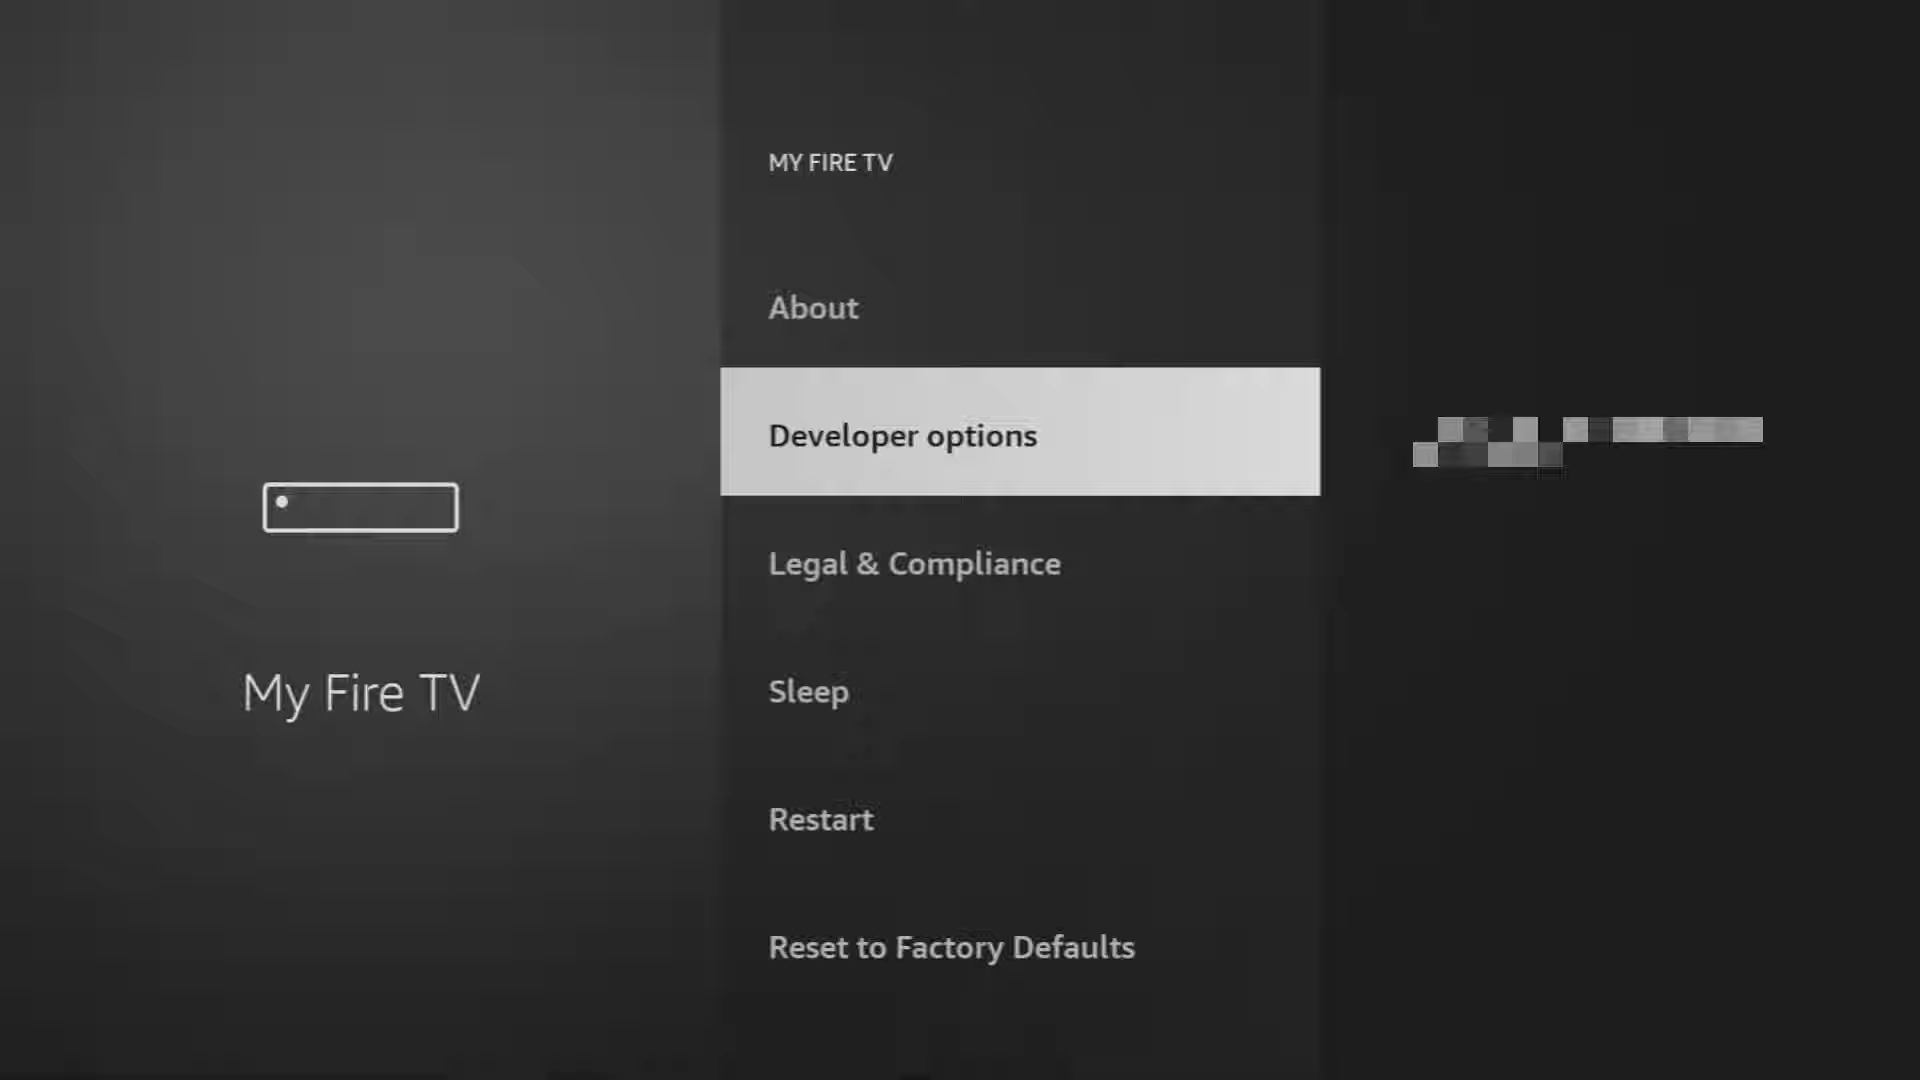 My Fire TV
MY FIRE TV
About
Developer options
Legal & Compliance
Sleep
Restart
Reset to Factory Defaults